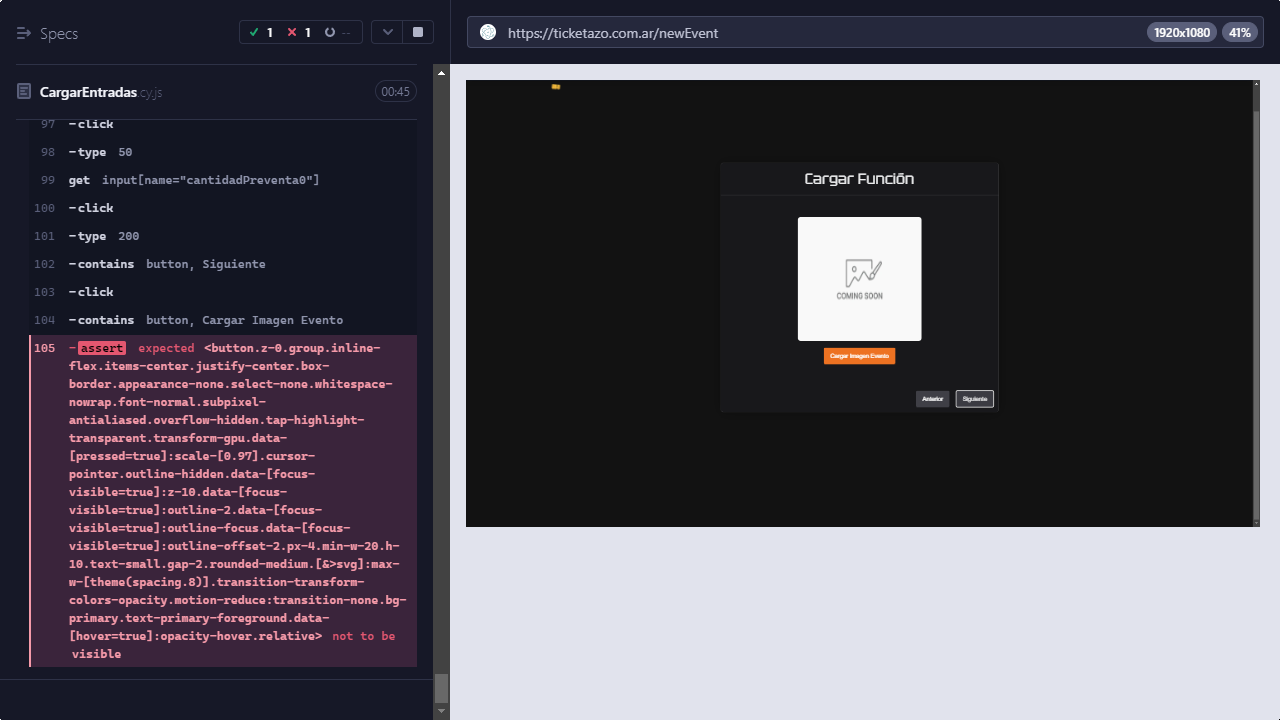 Specs
1
1
--
https://ticketazo.com.ar/newEvent
1920x1080
41%
CargarEntradas cy.js
00:45
97 -click
98 -type 50
99 get input[name="cantidadPreventa0"]
100 -click
101 -type 200
102 -contains button, Siguiente
103 -click
104 -contains button, Cargar Imagen Evento
105 -assert expected <button.z-0.group.inline-
flex.items-center.justify-center.box-
border.appearance-none.select-none.whitespace-
nowrap.font-normal.subpixel-
antialiased.overflow-hidden.tap-highlight-
transparent.transform-gpu.data-
[pressed=true]:scale-[0.97].cursor-
pointer.outline-hidden.data-[focus-
visible=true]:z-10.data-[focus-
visible=true]:outline-2.data-[focus-
visible=true]:outline-focus.data-[focus-
visible=true]:outline-offset-2.px-4.min-w-20.h-
10.text-small.gap-2.rounded-medium.[&>svg]:max-
w-[theme(spacing.8)].transition-transform-
colors-opacity.motion-reduce:transition-none.bg-
primary.text-primary-foreground.data-
[hover=true]:opacity-hover.relative> not to be
visible
Cargar Función
COMING SOON
Cargar Imagen Evento
Anterior
Siguiente